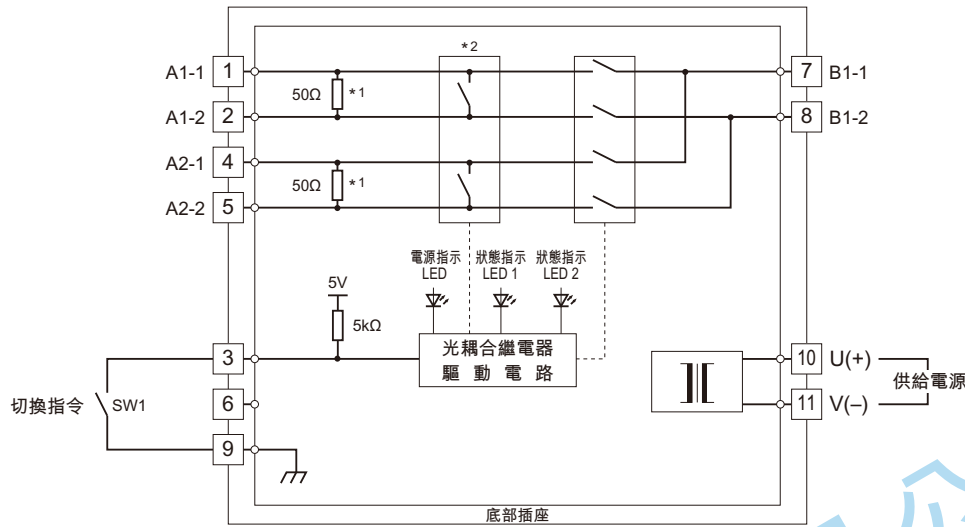 *2
A1-1 1
7 B1-1
50Ω *1
A1-2 2
8 B1-2
A2-1 4
50Ω *1
A2-2 5
電源指示
LED
狀態指示
LED 1
狀態指示
LED 2
5V
5kΩ
光耦合繼電器
驅動電路
3
10 U(+)
供給電源
切換指令
SW1
6
11 V(–)
9
底部插座